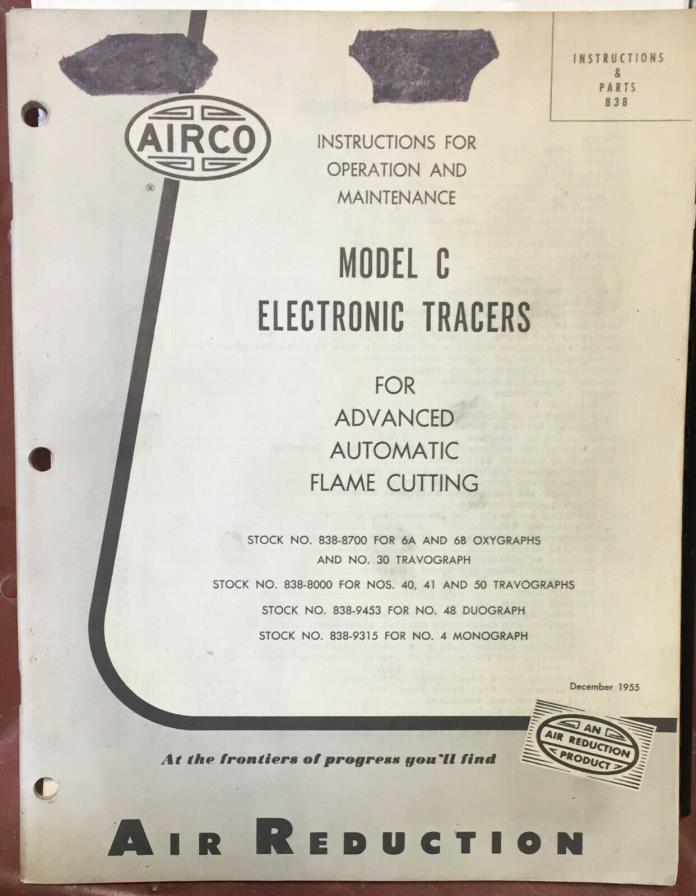 INSTRUCTIONS
&
PARTS
838
AIRCO
®
INSTRUCTIONS FOR
OPERATION AND
MAINTENANCE
MODEL C
ELECTRONIC TRACERS
FOR
ADVANCED
AUTOMATIC
FLAME CUTTING
STOCK NO. 838-8700 FOR 6A AND 6B OXYGRAPHS
AND NO. 30 TRAVOGRAPH
STOCK NO. 838-8000 FOR NOS. 40, 41 AND 50 TRAVOGRAPHS
STOCK NO. 838-9453 FOR NO. 48 DUOGRAPH
STOCK NO. 838-9315 FOR NO. 4 MONOGRAPH
December 1955
AN
AIR REDUCTION
PRODUCT
At the frontiers of progress you'll find
AIR REDUCTION